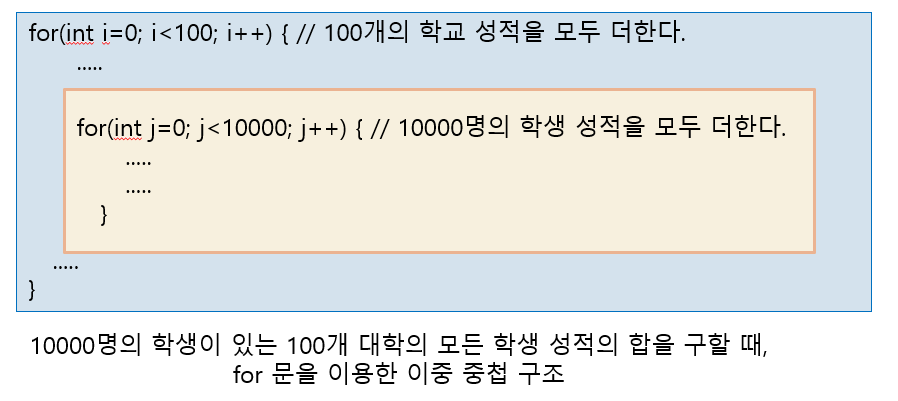 for(int i=0; i<100; i++) { // 100개의 학교 성적을 모두 더한다.
.....
for(int j=0; j<10000; j++) { // 10000명의 학생 성적을 모두 더한다.
.....
.....
}
.....
}
10000명의 학생이 있는 100개 대학의 모든 학생 성적의 합을 구할 때,
for 문을 이용한 이중 중첩 구조